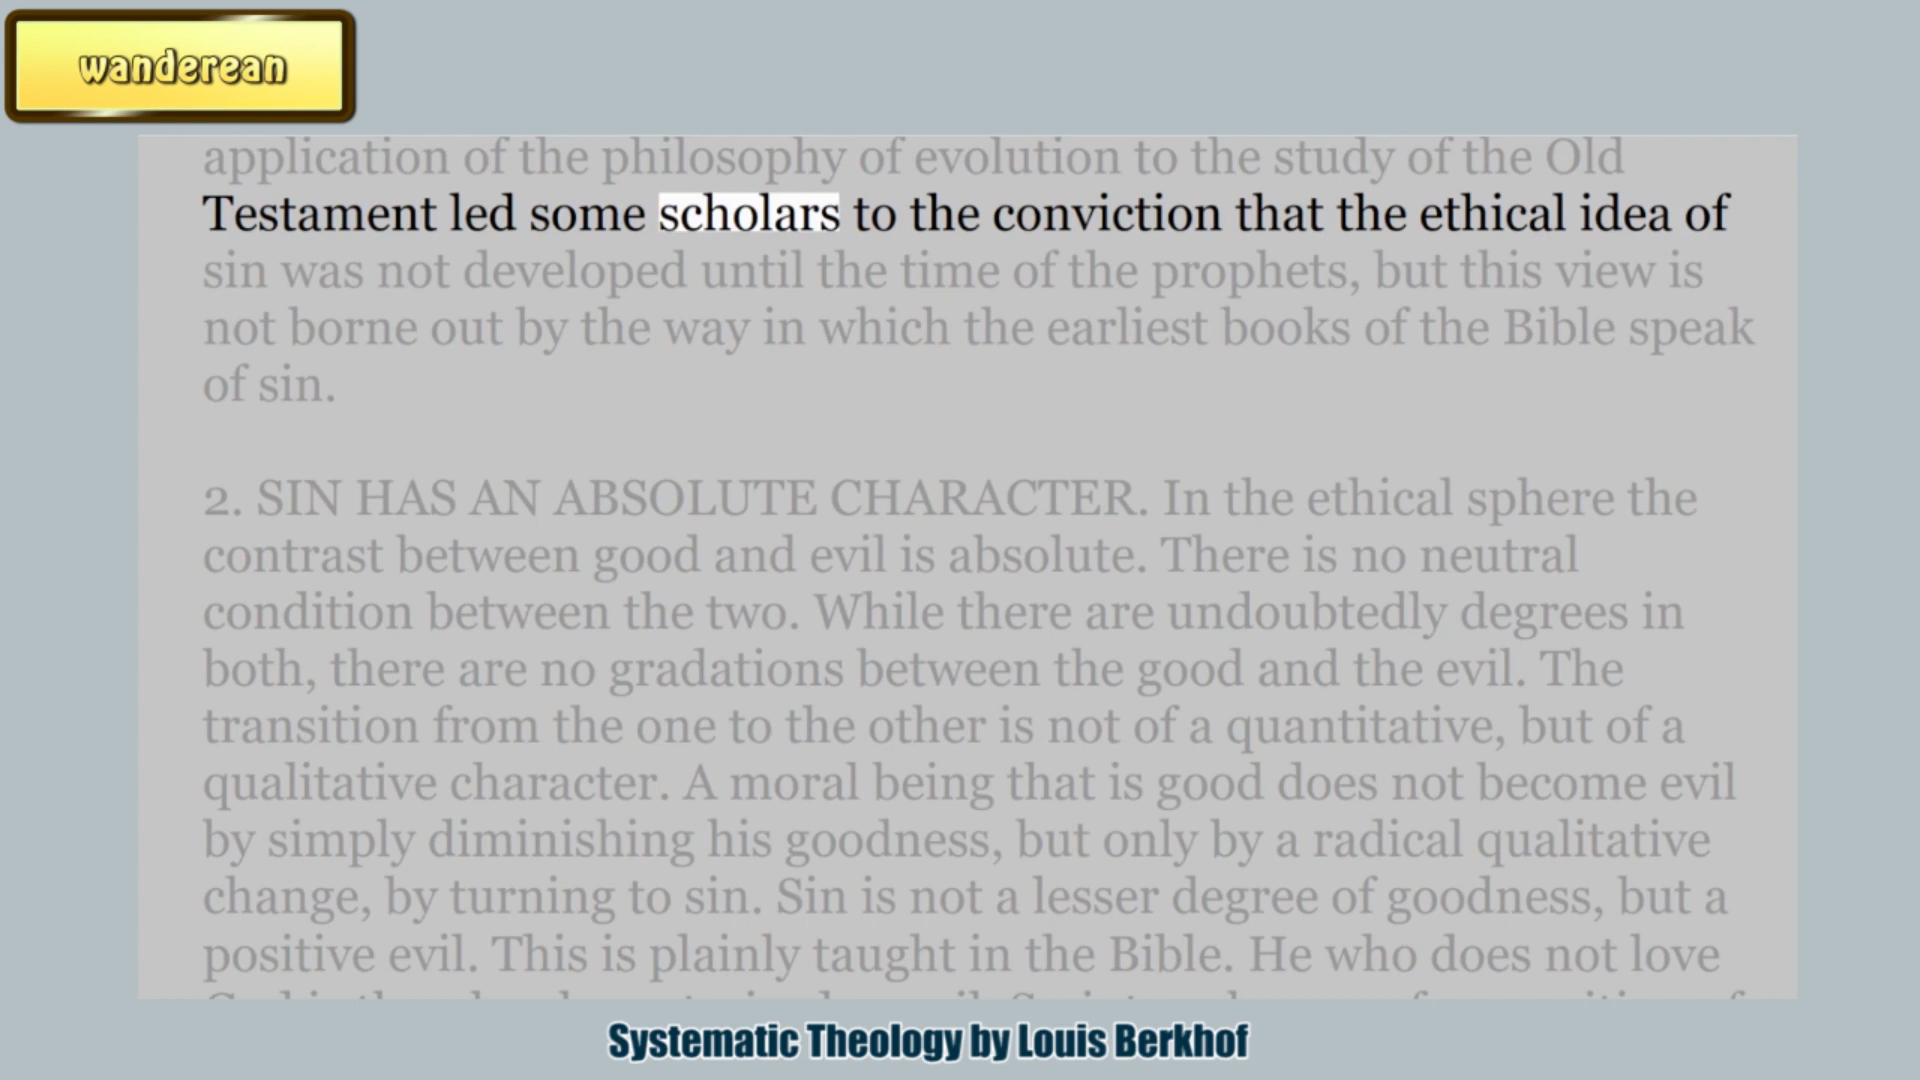 wanderean
application of the philosophy of evolution to the study of the Old
Testament led some scholars to the conviction that the ethical idea of
sin was not developed until the time of the prophets, but this view is
not borne out by the way in which the earliest books of the Bible speak
of sin.
2. SIN HAS AN ABSOLUTE CHARACTER. In the ethical sphere the
contrast between good and evil is absolute. There is no neutral
condition between the two. While there are undoubtedly degrees in
both, there are no gradations between the good and the evil. The
transition from the one to the other is not of a quantitative, but of a
qualitative character. A moral being that is good does not become evil
by simply diminishing his goodness, but only by a radical qualitative
change, by turning to sin. Sin is not a lesser degree of goodness, but a
positive evil. This is plainly taught in the Bible. He who does not love
Systematic Theology by Louis Berkhof